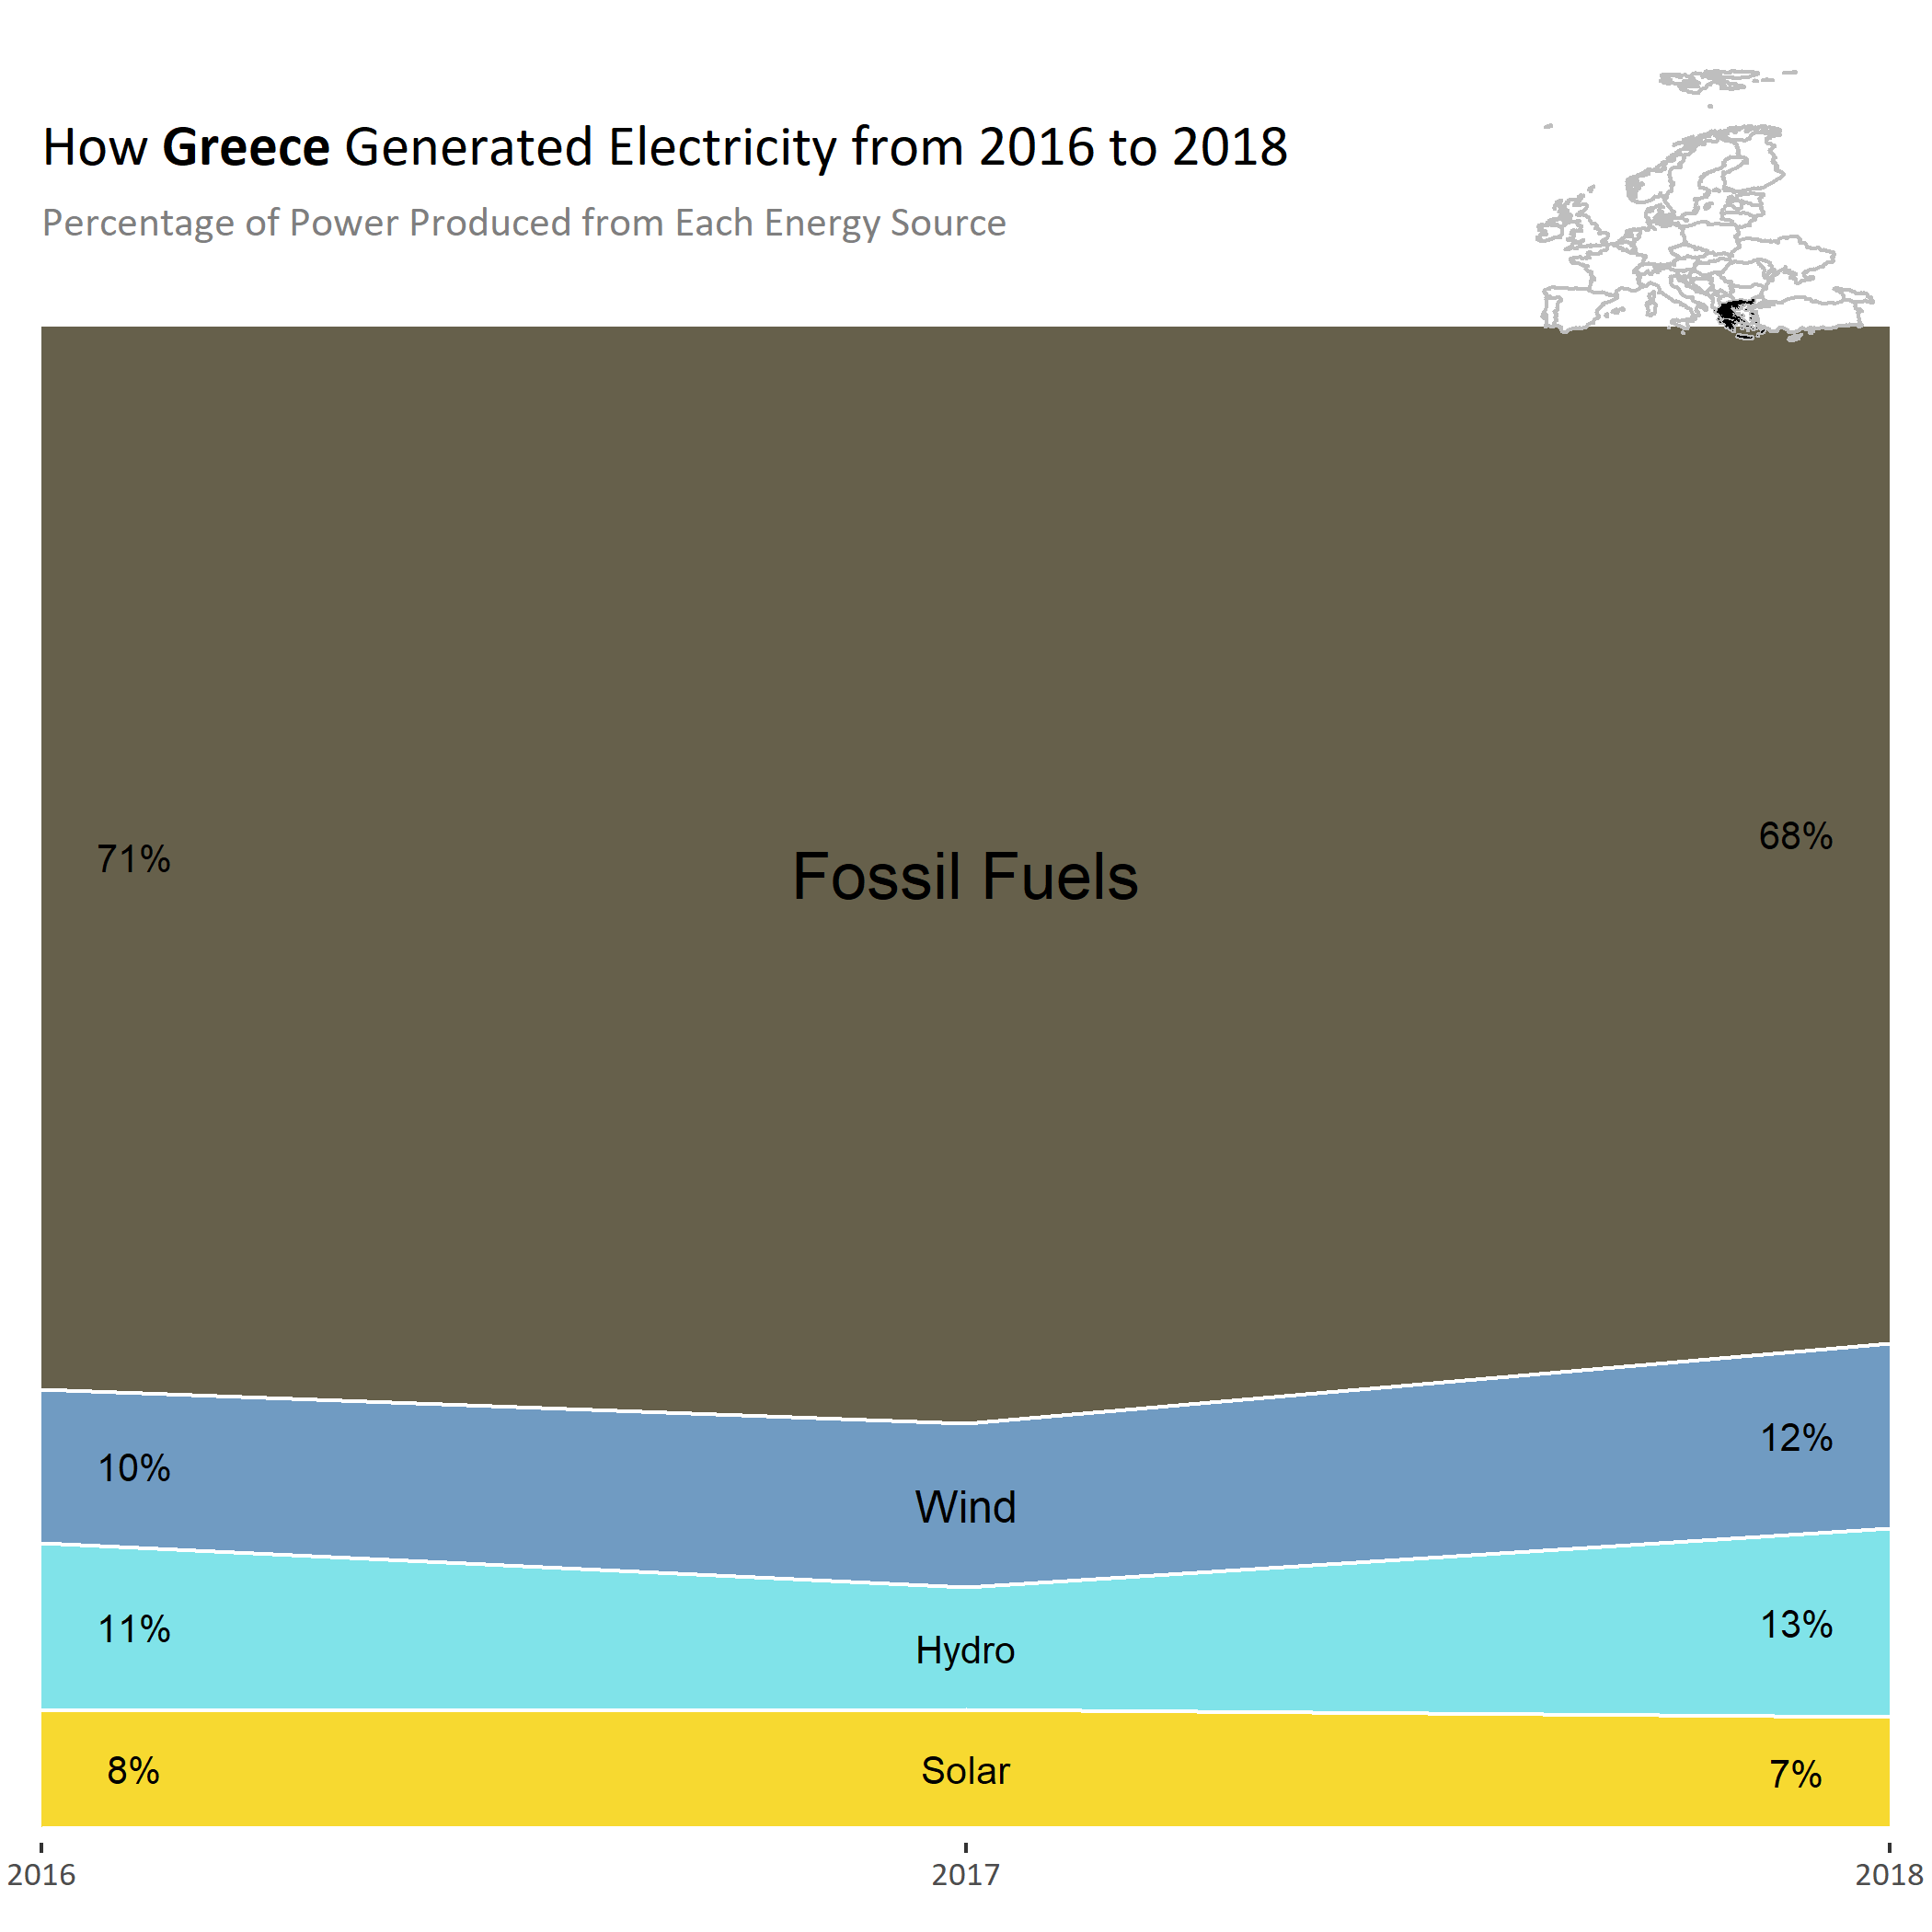 How Greece Generated Electricity from 2016 to 2018
Percentage of Power Produced from Each Energy Source
71%
Fossil Fuels
68%
10%
Wind
12%
11%
Hydro
13%
8%
Solar
7%
2016
2017
2018